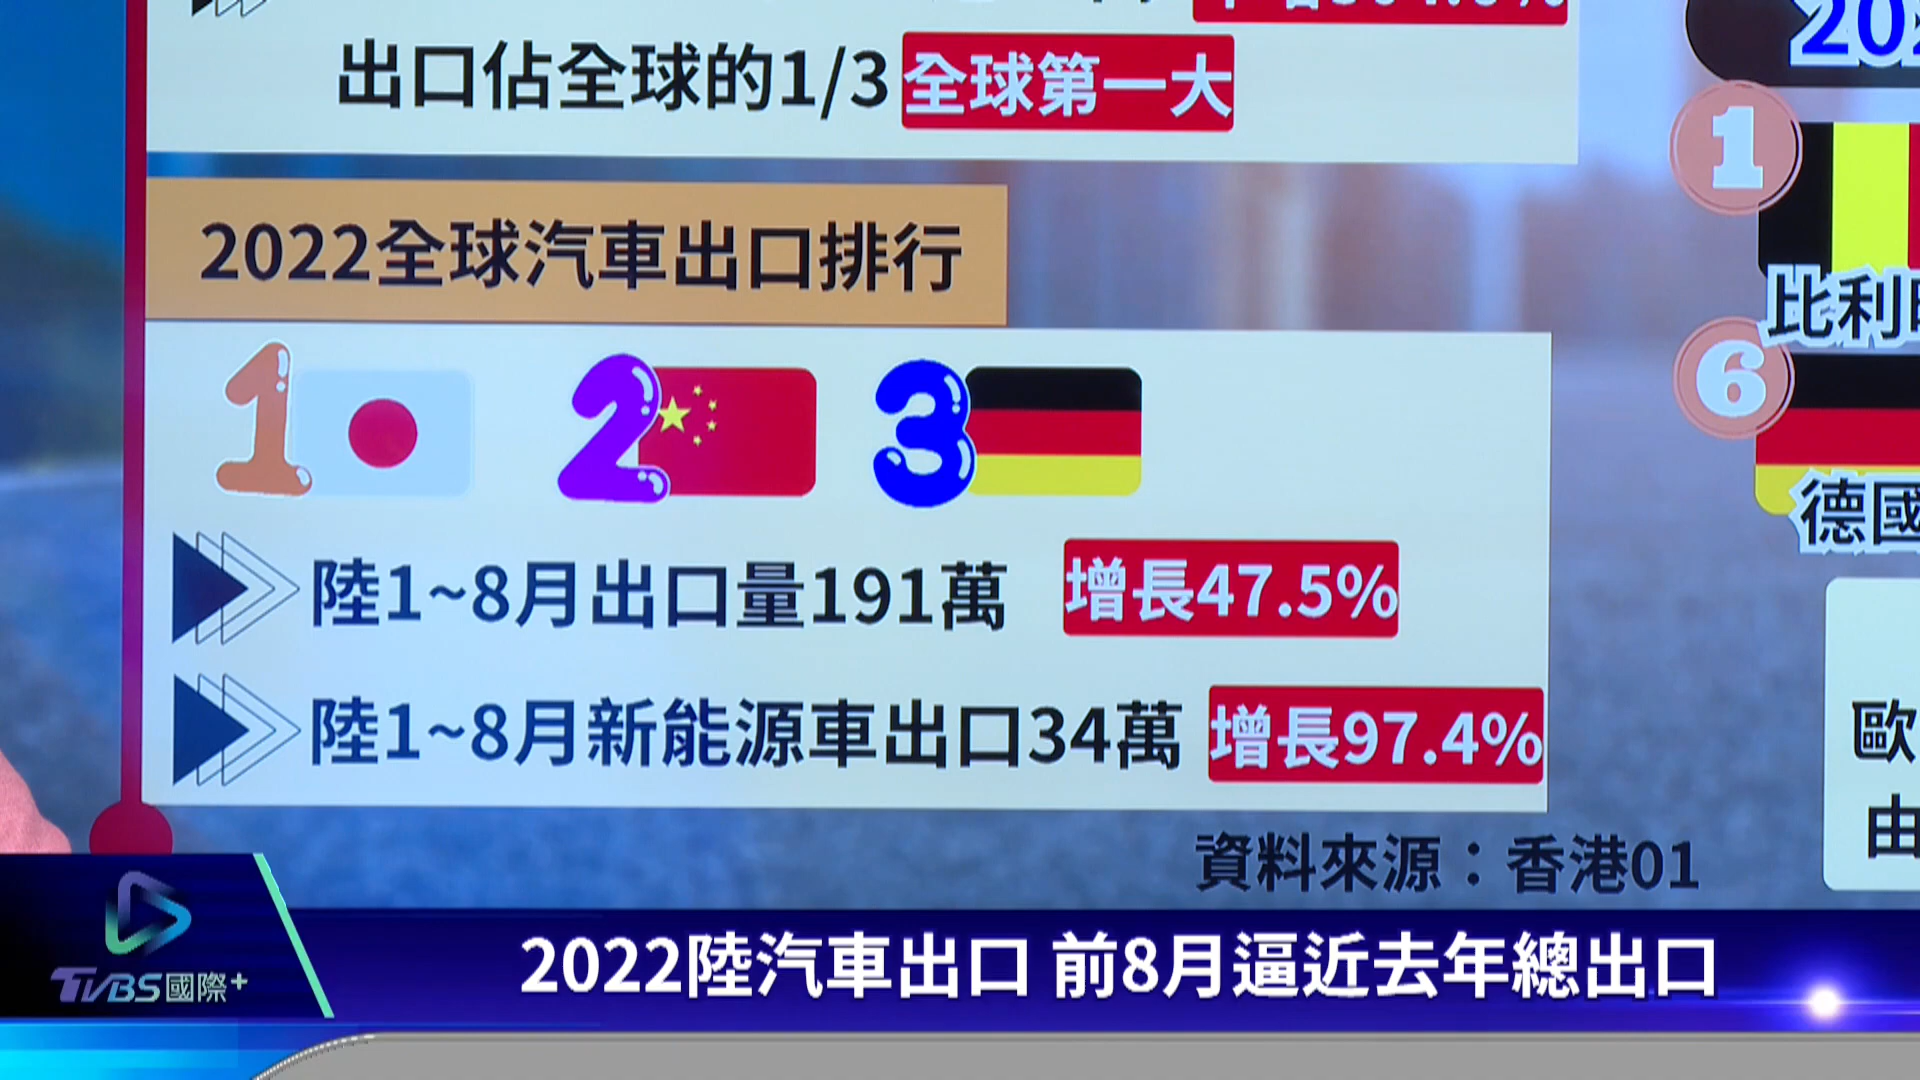 出口佔全球的1/3 全球第一大
2022全球汽車出口排行
1 2 3
陸1~8月出口量191萬 增長47.5%
陸1~8月新能源車出口34萬 增長97.4%
資料來源：香港01
1
比利
6
德國
歐
由
2022陸汽車出口 前8月逼近去年總出口
TVBS國際+